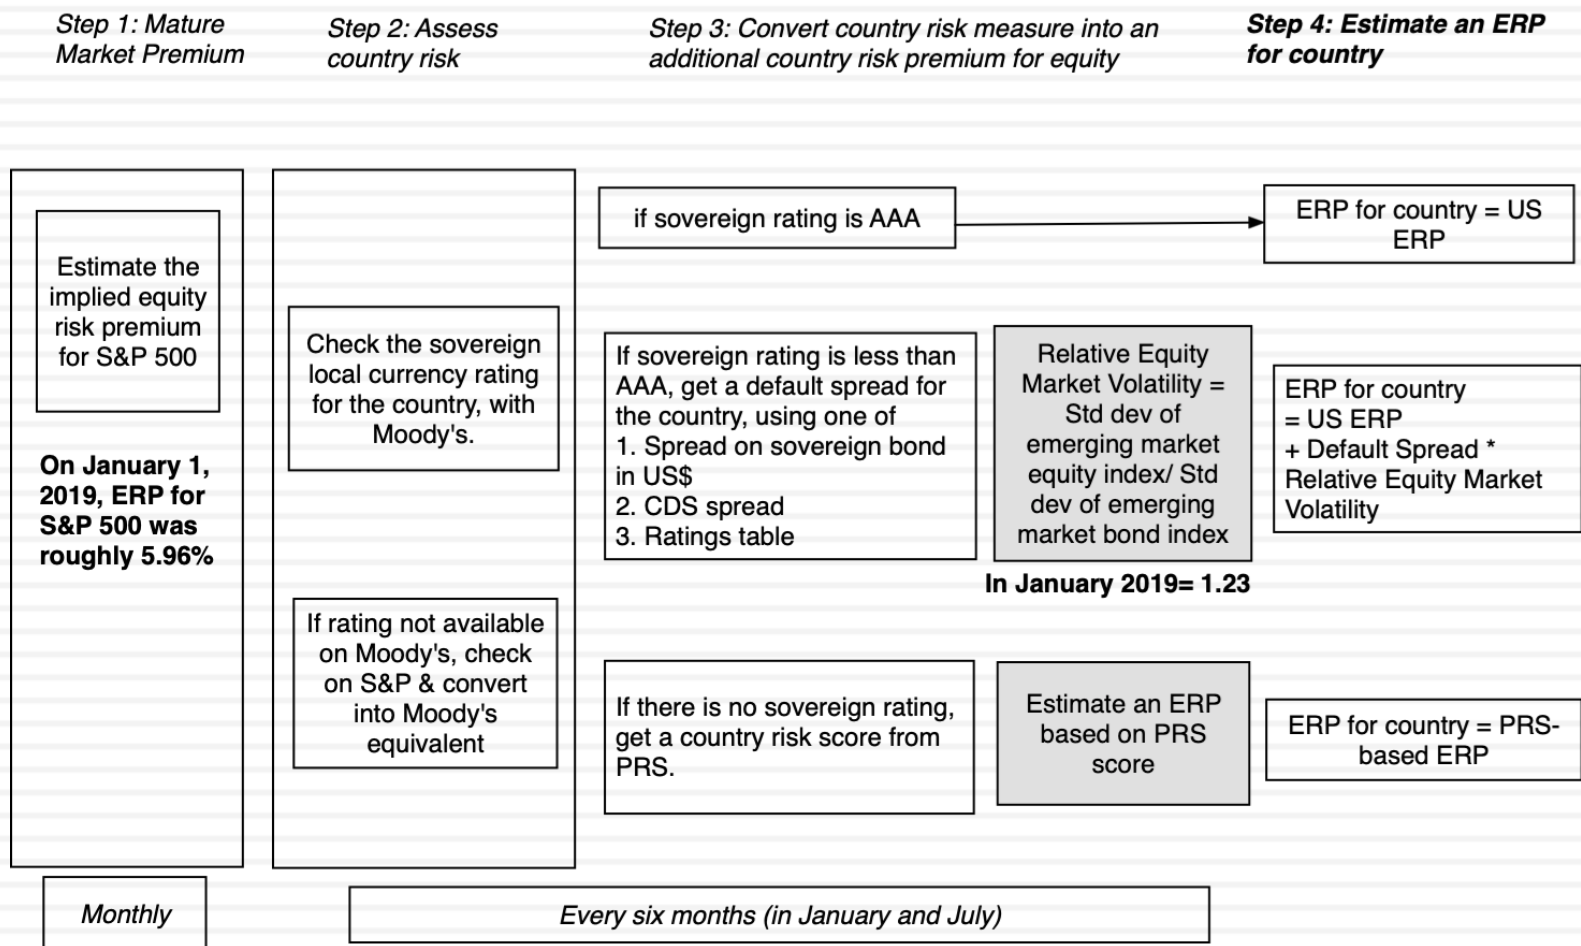 Step 1: Mature
Market Premium
Step 2: Assess
country risk
Step 3: Convert country risk measure into an
additional country risk premium for equity
Step 4: Estimate an ERP
for country
Estimate the
implied equity
risk premium
for S&P 500
On January 1,
2019, ERP for
S&P 500 was
roughly 5.96%
Check the sovereign
local currency rating
for the country, with
Moody's.
If rating not available
on Moody's, check
on S&P & convert
into Moody's
equivalent
if sovereign rating is AAA
ERP for country = US
ERP
If sovereign rating is less than
AAA, get a default spread for
the country, using one of
1. Spread on sovereign bond
in US$
2. CDS spread
3. Ratings table
Relative Equity
Market Volatility =
Std dev of
emerging market
equity index/ Std
dev of emerging
market bond index
In January 2019= 1.23
ERP for country
= US ERP
+ Default Spread *
Relative Equity Market
Volatility
If there is no sovereign rating,
get a country risk score from
PRS.
Estimate an ERP
based on PRS
score
ERP for country = PRS-
based ERP
Monthly
Every six months (in January and July)